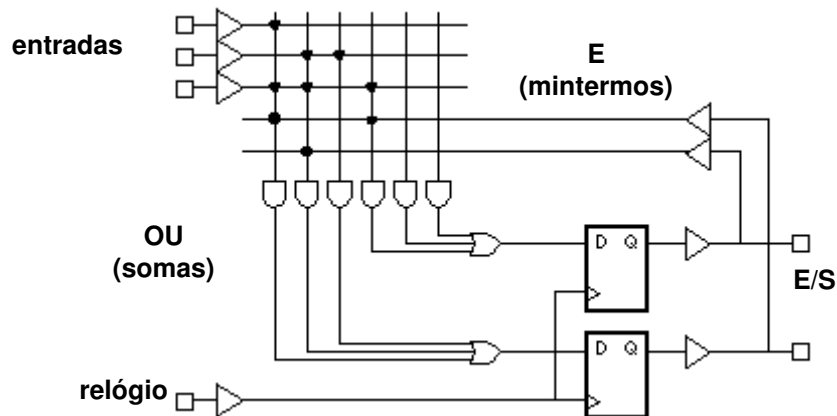 entradas
E
(mintermos)
OU
(somas)
D Q
E/S
D Q
relógio